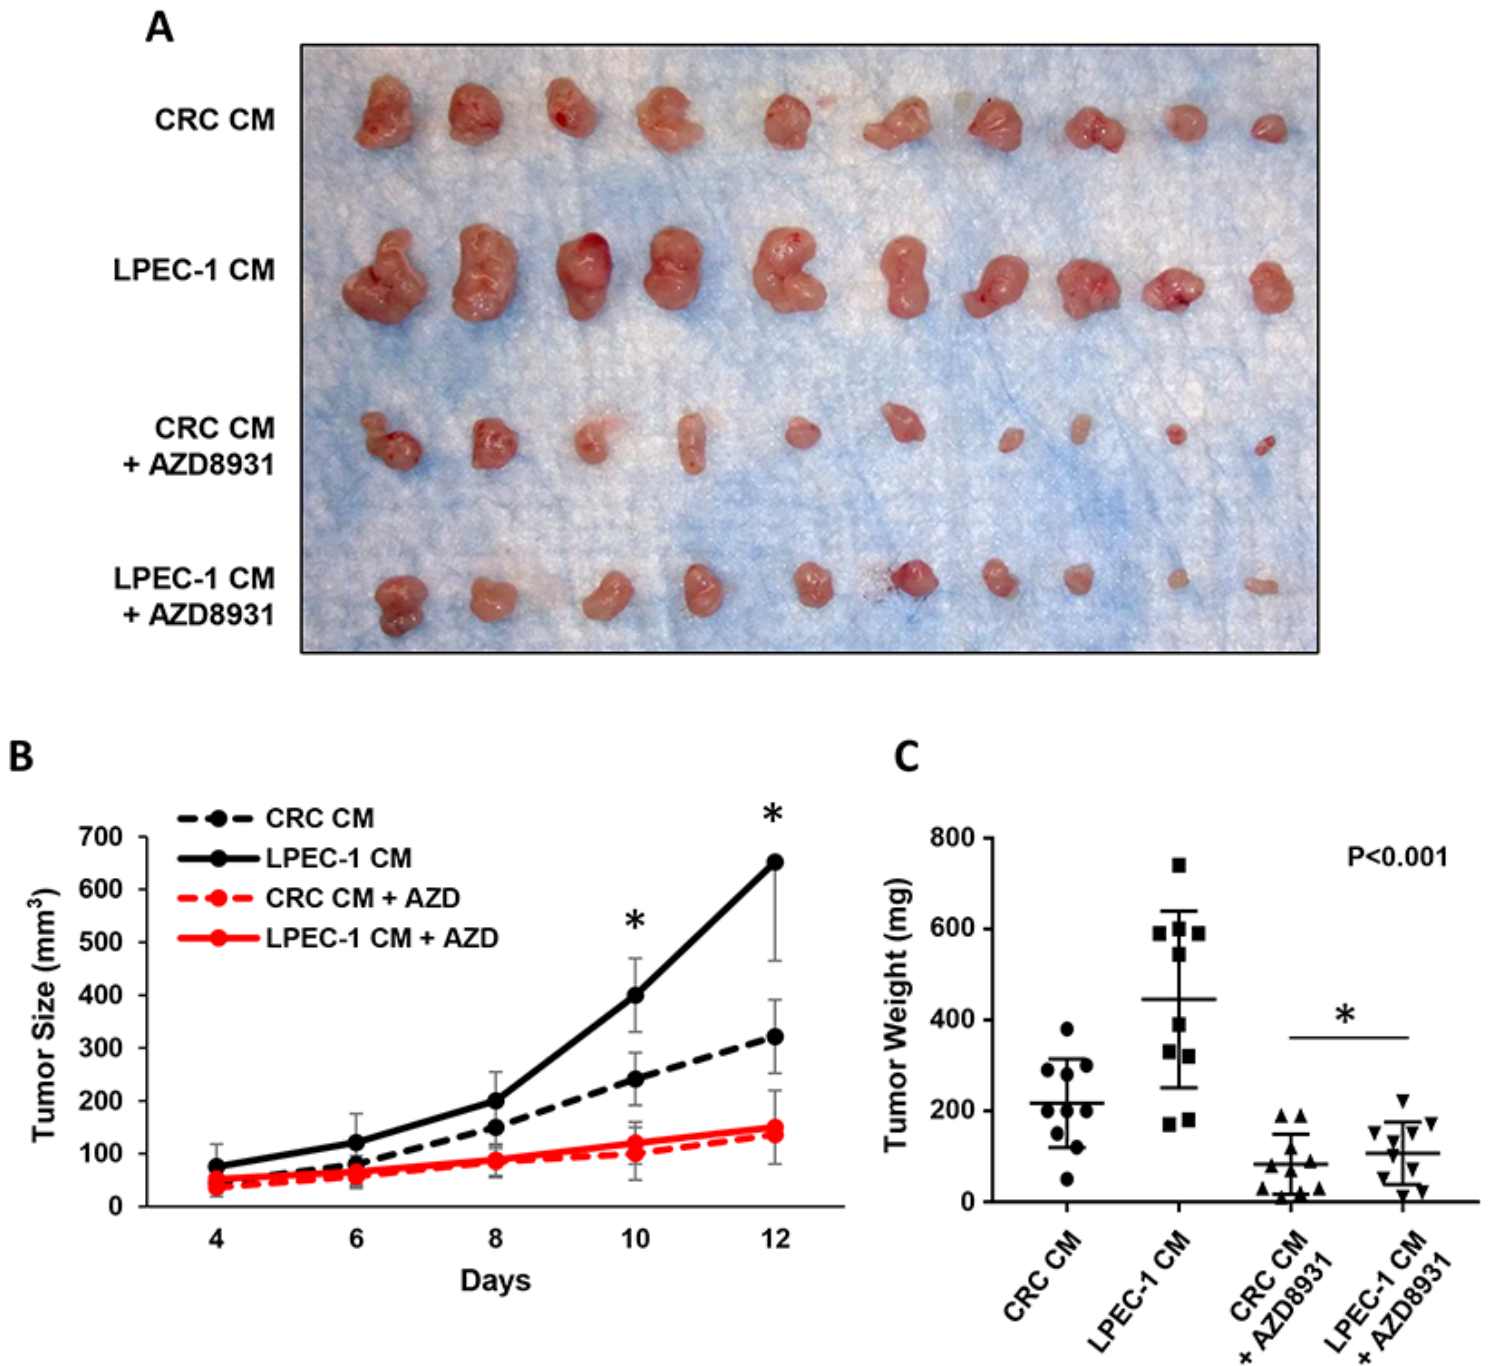 A
CRC CM
LPEC-1 CM
CRC CM
+ AZD8931
LPEC-1 CM
+ AZD8931
B
CRC CM
LPEC-1 CM
CRC CM + AZD
LPEC-1 CM + AZD
*
*
700
600
500
400
300
200
100
0
Tumor Size (mm³)
4 6 8 10 12
Days
C
P<0.001
*
800
600
400
200
0
Tumor Weight (mg)
CRC CM
LPEC-1 CM
CRC CM
+ AZD8931
LPEC-1 CM
+ AZD8931